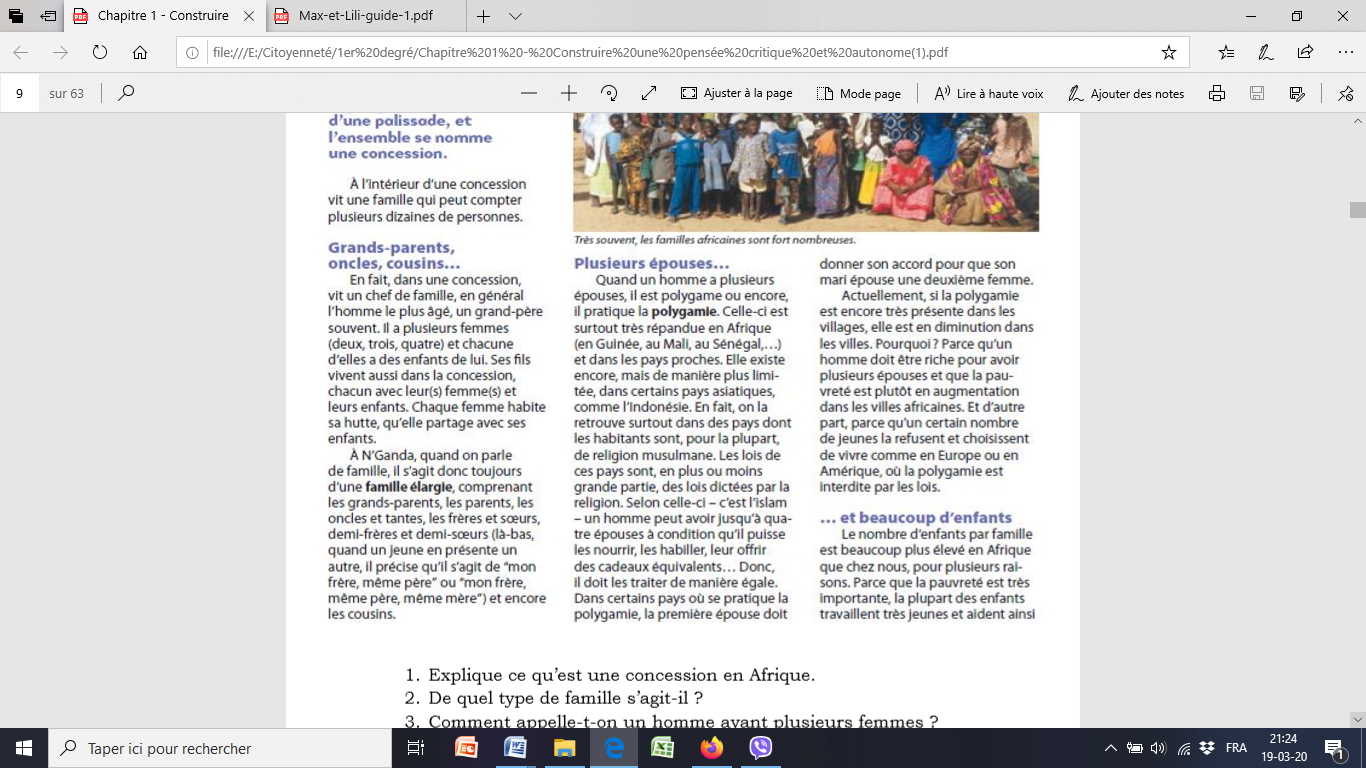 Chapitre 1 - Construire
Max-et-Lili-guide-1.pdf
file:///E:/Citoyenneté/1er%20degré/Chapitre%201%20-%20Construire%20une%20pensée%20critique%20et%20autonome(1).pdf
9 sur 63
Ajuster à la page
Mode page
Lire à haute voix
Ajouter des notes
d'une palissade, et
l'ensemble se nomme
une concession.
À l'intérieur d'une concession
vit une famille qui peut compter
plusieurs dizaines de personnes.
Grands-parents,
oncles, cousins...
En fait, dans une concession,
vit un chef de famille, en général
l'homme le plus âgé, un grand-père
souvent. Il a plusieurs femmes
(deux, trois, quatre) et chacune
d'elles a des enfants de lui. Ses fils
vivent aussi dans la concession,
chacun avec leur(s) femme(s) et
leurs enfants. Chaque femme habite
sa hutte, qu'elle partage avec ses
enfants.
À N'Ganda, quand on parle
de famille, il s'agit donc toujours
d'une famille élargie, comprenant
les grands-parents, les parents, les
oncles et tantes, les frères et sœurs,
demi-frères et demi-sœurs (là-bas,
quand un jeune en présente un
autre, il précise qu'il s'agit de "mon
frère, même père" ou "mon frère,
même père, même mère") et encore
les cousins.
Très souvent, les familles africaines sont fort nombreuses.
Plusieurs épouses...
Quand un homme a plusieurs
épouses, il est polygame ou encore,
il pratique la polygamie. Celle-ci est
surtout très répandue en Afrique
(en Guinée, au Mali, au Sénégal,...)
et dans les pays proches. Elle existe
encore, mais de manière plus limi-
tée, dans certains pays asiatiques,
comme l'Indonésie. En fait, on la
retrouve surtout dans des pays dont
les habitants sont, pour la plupart,
de religion musulmane. Les lois de
ces pays sont, en plus ou moins
grande partie, des lois dictées par la
religion. Selon celle-ci – c'est l'islam
– un homme peut avoir jusqu'à qua-
tre épouses à condition qu'il puisse
les nourrir, les habiller, leur offrir
des cadeaux équivalents... Donc,
il doit les traiter de manière égale.
Dans certains pays où se pratique la
polygamie, la première épouse doit
donner son accord pour que son
mari épouse une deuxième femme.
Actuellement, si la polygamie
est encore très présente dans les
villages, elle est en diminution dans
les villes. Pourquoi ? Parce qu'un
homme doit être riche pour avoir
plusieurs épouses et que la pau-
vreté est plutôt en augmentation
dans les villes africaines. Et d'autre
part, parce qu'un certain nombre
de jeunes la refusent et choisissent
de vivre comme en Europe ou en
Amérique, où la polygamie est
interdite par les lois.
... et beaucoup d'enfants
Le nombre d'enfants par famille
est beaucoup plus élevé en Afrique
que chez nous, pour plusieurs rai-
sons. Parce que la pauvreté est très
importante, la plupart des enfants
travaillent très jeunes et aident ainsi
1. Explique ce qu'est une concession en Afrique.
2. De quel type de famille s'agit-il ?
3. Comment appelle-t-on un homme ayant plusieurs femmes ?
Taper ici pour rechercher
FRA
21:24
19-03-20
1